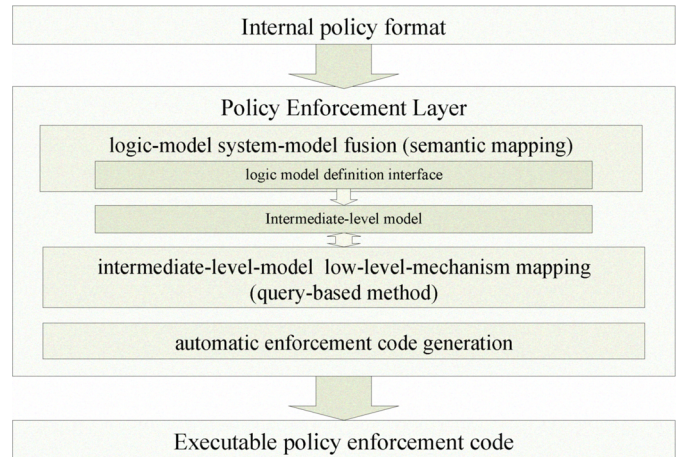 Internal policy format
Policy Enforcement Layer
logic-model system-model fusion (semantic mapping)
logic model definition interface
Intermediate-level model
intermediate-level-model low-level-mechanism mapping
(query-based method)
automatic enforcement code generation
Executable policy enforcement code